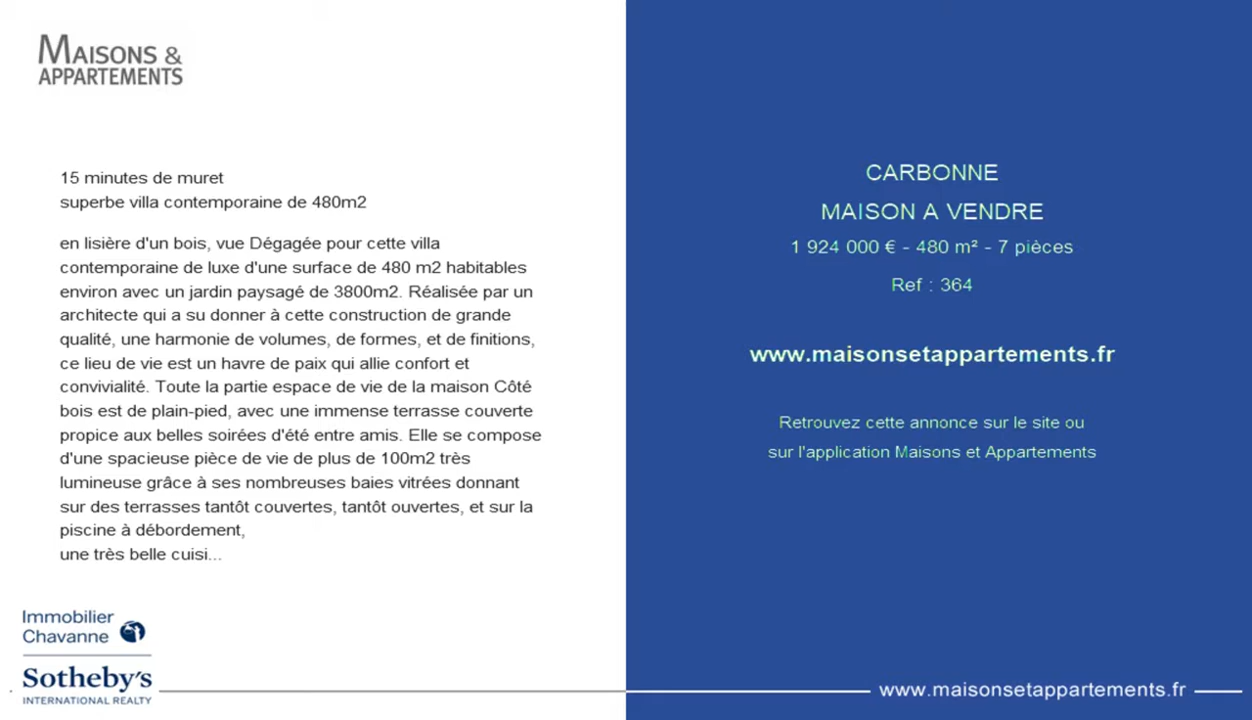 MAISONS &
APPARTEMENTS
15 minutes de muret
superbe villa contemporaine de 480m2
en lisière d'un bois, vue Dégagée pour cette villa
contemporaine de luxe d'une surface de 480 m2 habitables
environ avec un jardin paysagé de 3800m2. Réalisée par un
architecte qui a su donner à cette construction de grande
qualité, une harmonie de volumes, de formes, et de finitions,
ce lieu de vie est un havre de paix qui allie confort et
convivialité. Toute la partie espace de vie de la maison Côté
bois est de plain-pied, avec une immense terrasse couverte
propice aux belles soirées d'été entre amis. Elle se compose
d'une spacieuse pièce de vie de plus de 100m2 très
lumineuse grâce à ses nombreuses baies vitrées donnant
sur des terrasses tantôt couvertes, tantôt ouvertes, et sur la
piscine à débordement,
une très belle cuisi...
Immobilier
Chavanne
Sotheby's
INTERNATIONAL REALTY
CARBONNE
MAISON A VENDRE
1 924 000 € - 480 m² - 7 pièces
Ref : 364
www.maisonsetappartements.fr
Retrouvez cette annonce sur le site ou
sur l'application Maisons et Appartements
www.maisonsetappartements.fr